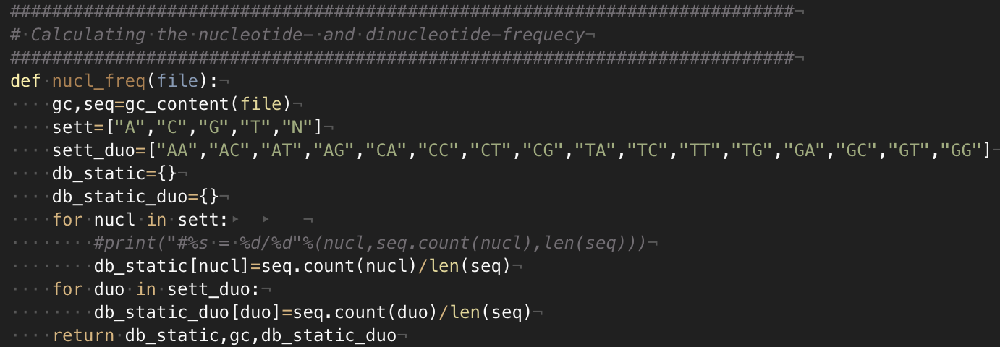 ###########################################################################
# Calculating the nucleotide- and dinucleotide-frequecy
###########################################################################
def nucl_freq(file):
    gc,seq=gc_content(file)
    sett=["A","C","G","T","N"]
    sett_duo=["AA","AC","AT","AG","CA","CC","CT","CG","TA","TC","TT","TG","GA","GC","GT","GG"]
    db_static={}
    db_static_duo={}
    for nucl in sett:
        #print("#%s = %d/%d"%(nucl,seq.count(nucl),len(seq)))
        db_static[nucl]=seq.count(nucl)/len(seq)
    for duo in sett_duo:
        db_static_duo[duo]=seq.count(duo)/len(seq)
    return db_static,gc,db_static_duo